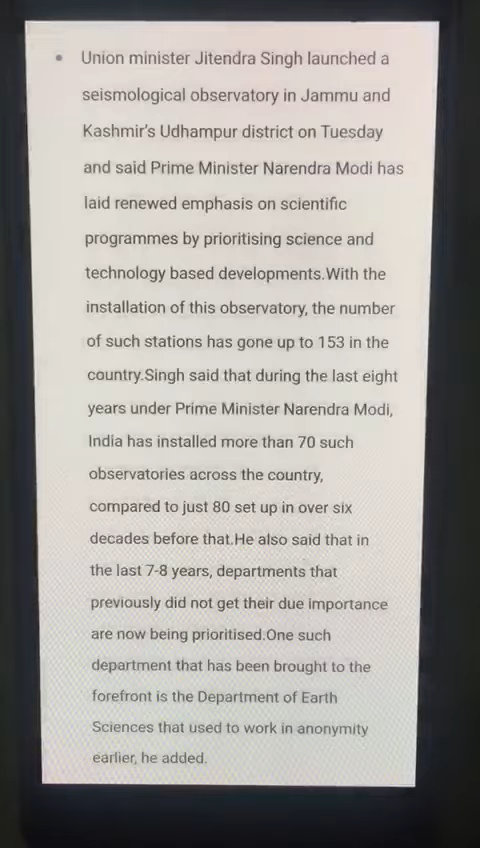 • Union minister Jitendra Singh launched a
seismological observatory in Jammu and
Kashmir's Udhampur district on Tuesday
and said Prime Minister Narendra Modi has
laid renewed emphasis on scientific
programmes by prioritising science and
technology based developments.With the
installation of this observatory, the number
of such stations has gone up to 153 in the
country.Singh said that during the last eight
years under Prime Minister Narendra Modi,
India has installed more than 70 such
observatories across the country,
compared to just 80 set up in over six
decades before that.He also said that in
the last 7-8 years, departments that
previously did not get their due importance
are now being prioritised.One such
department that has been brought to the
forefront is the Department of Earth
Sciences that used to work in anonymity
earlier, he added.